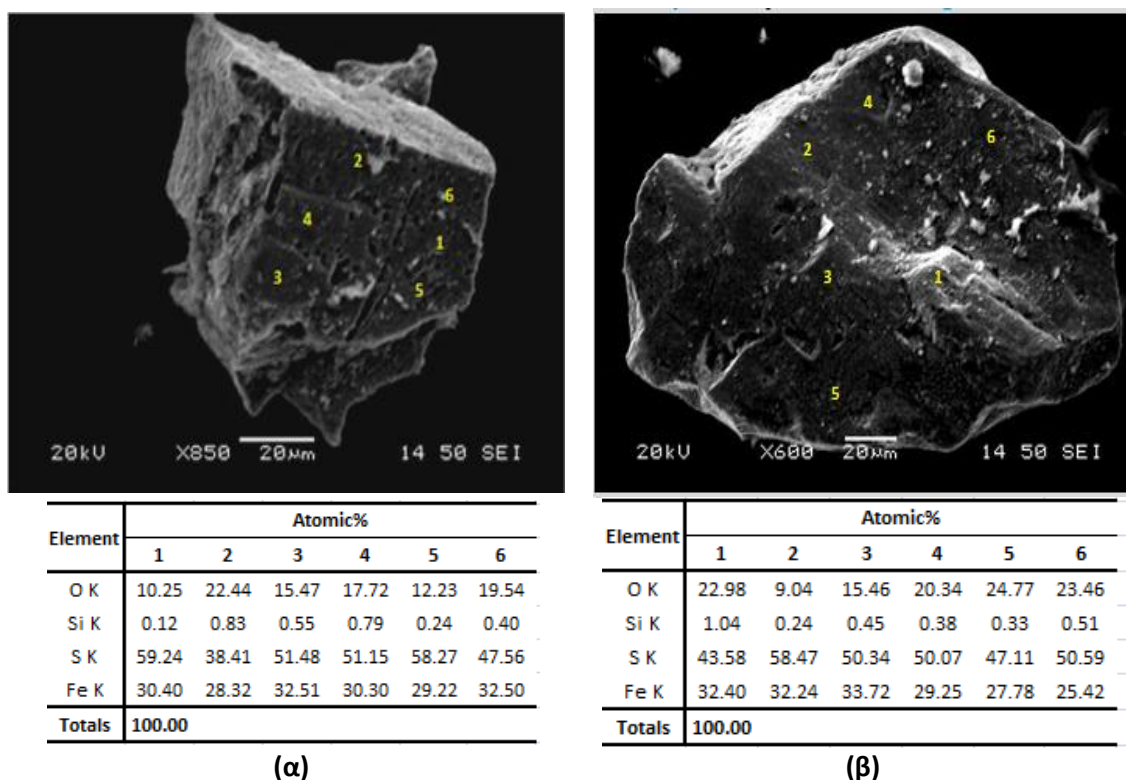 2
6
4
1
3
5
20kV X850 20μm 14 50 SEI
4
6
2
3
1
5
20kV X600 20μm 14 50 SEI
Element Atomic%
1 2 3 4 5 6
O K 10.25 22.44 15.47 17.72 12.23 19.54
Si K 0.12 0.83 0.55 0.79 0.24 0.40
S K 59.24 38.41 51.48 51.15 58.27 47.56
Fe K 30.40 28.32 32.51 30.30 29.22 32.50
Totals 100.00
(α)
Element Atomic%
1 2 3 4 5 6
O K 22.98 9.04 15.46 20.34 24.77 23.46
Si K 1.04 0.24 0.45 0.38 0.33 0.51
S K 43.58 58.47 50.34 50.07 47.11 50.59
Fe K 32.40 32.24 33.72 29.25 27.78 25.42
Totals 100.00
(β)